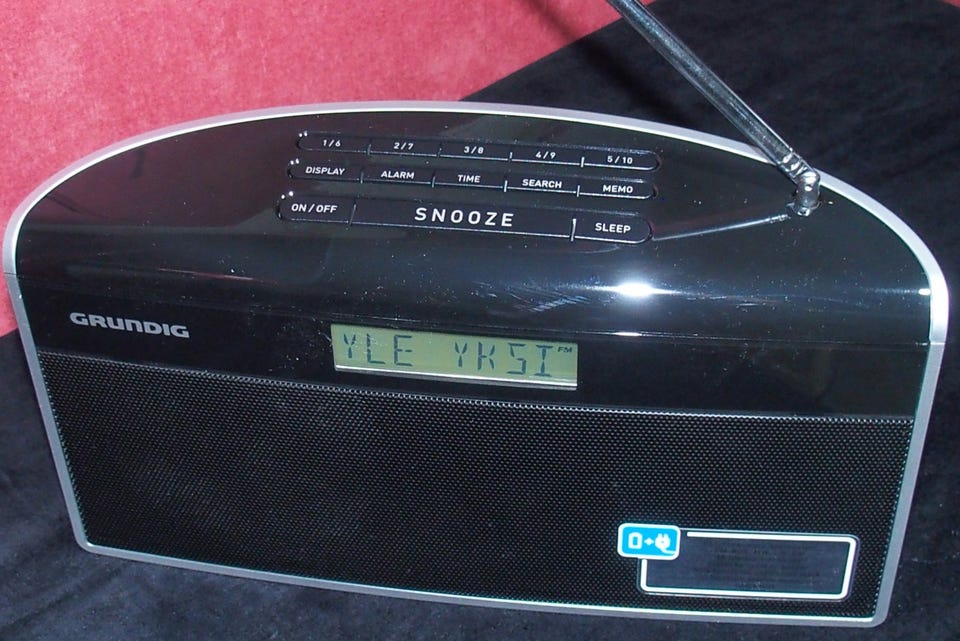 1/6 2/7 3/8 4/9 5/10
DISPLAY ALARM TIME SEARCH MEMO
ON/OFF SNOOZE SLEEP
GRUNDIG
YLE YKSI FM